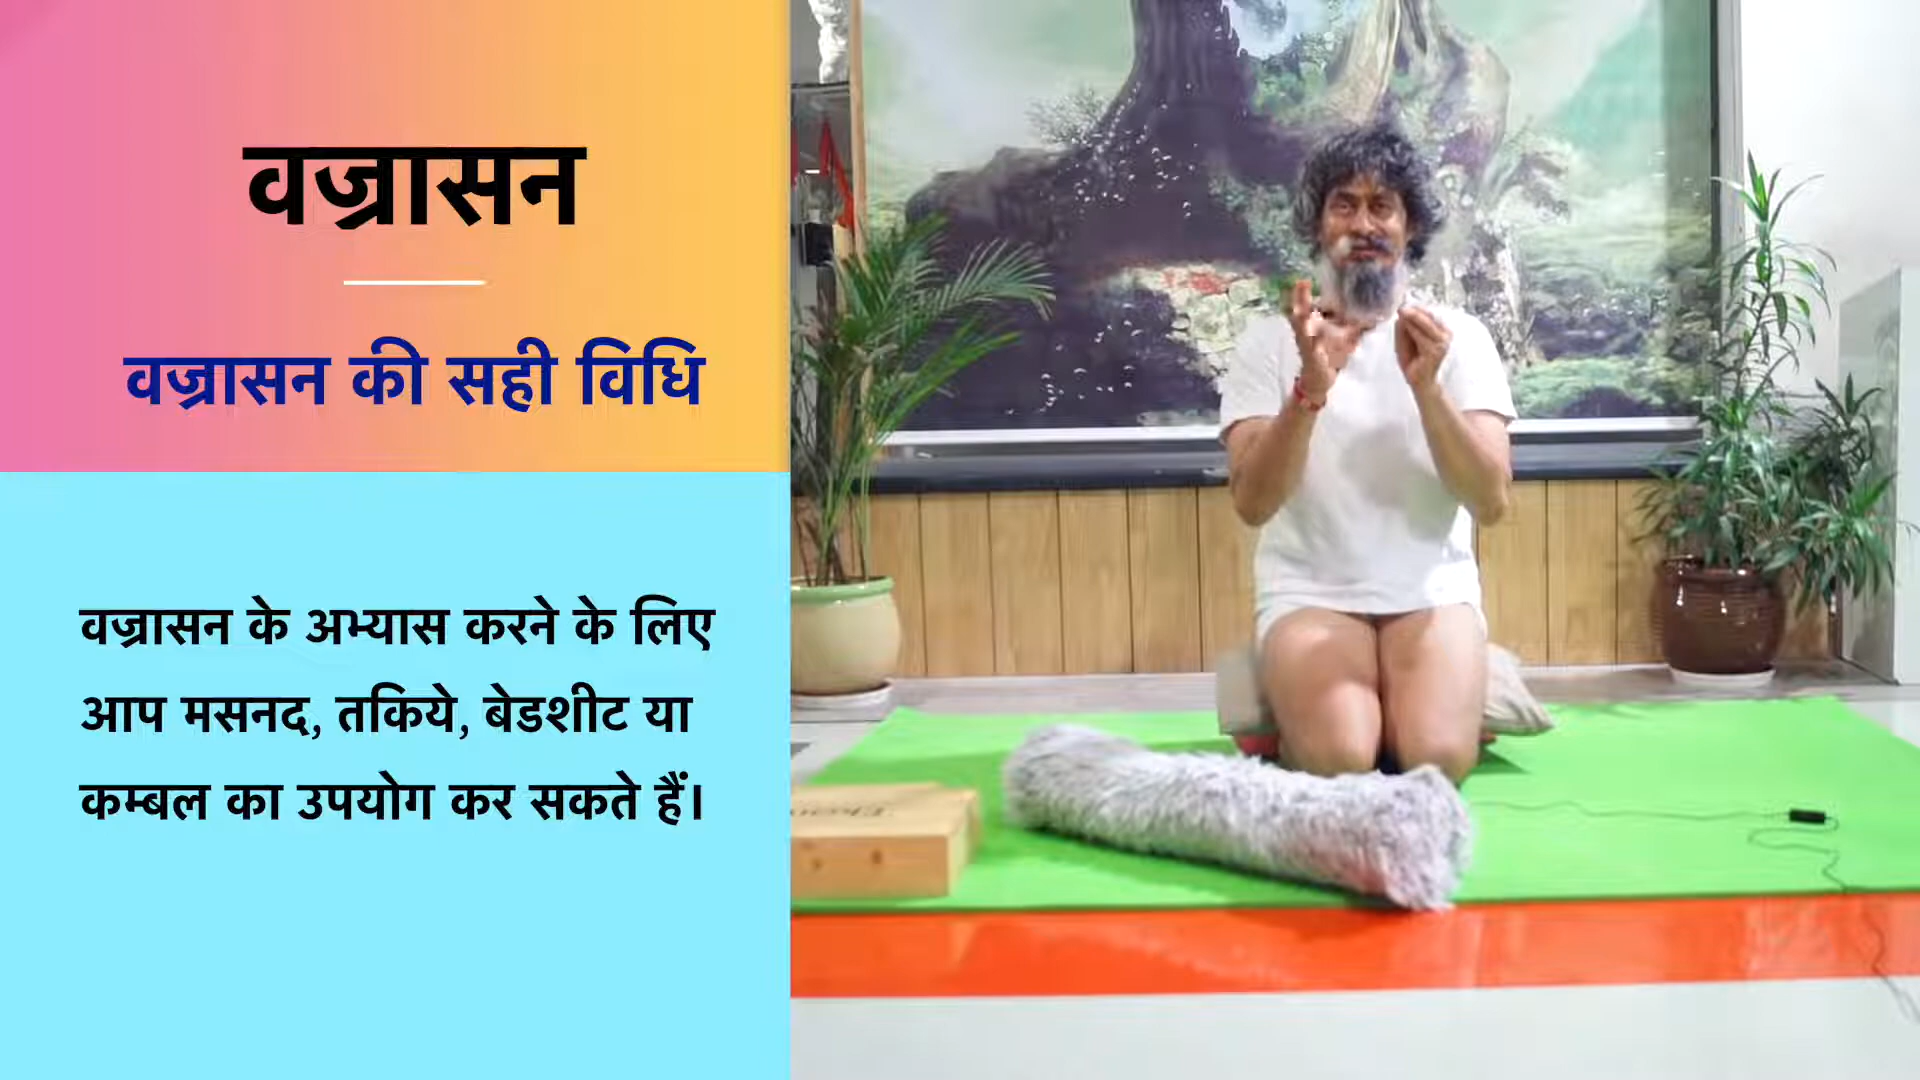 वज्रासन
वज्रासन की सही विधि
वज्रासन के अभ्यास करने के लिए
आप मसनद, तकिये, बेडशीट या
कम्बल का उपयोग कर सकते हैं।